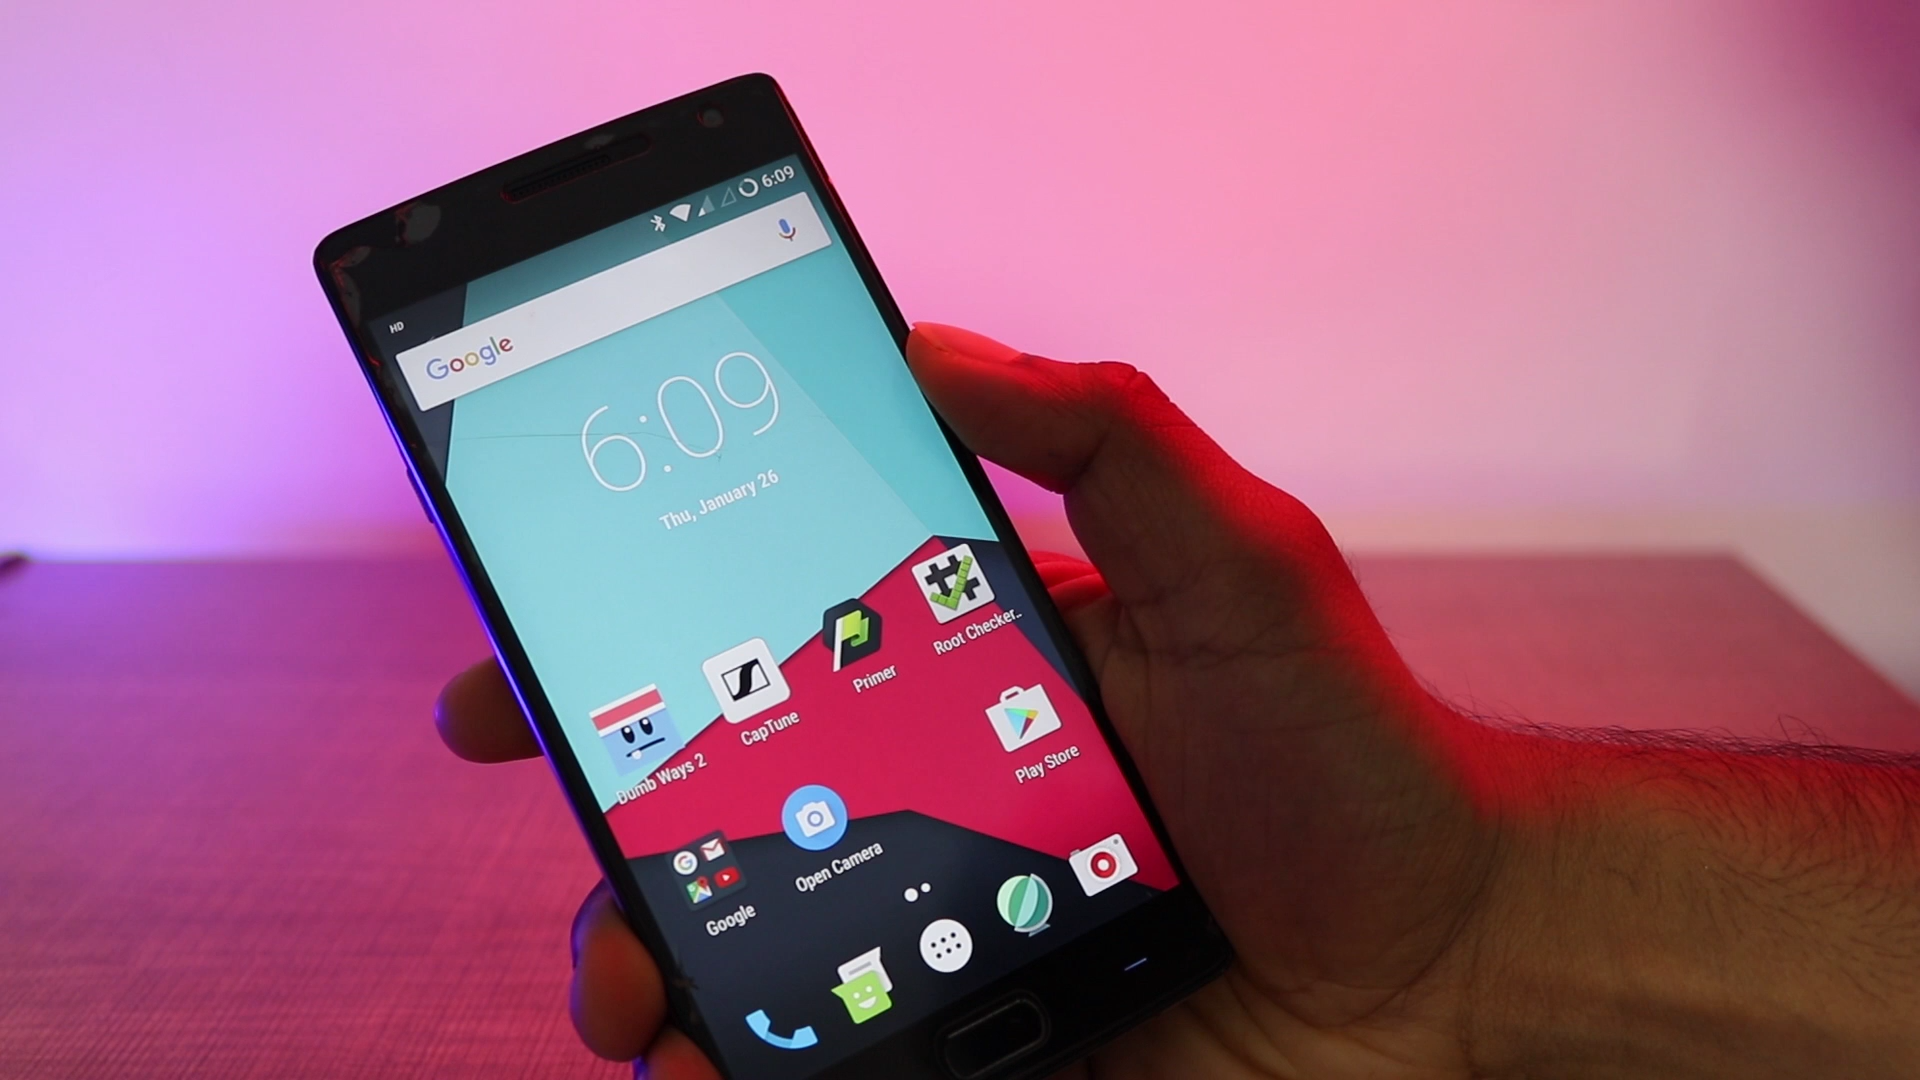 6:09
HD
Google
6:09
Thu, January 26
Dumb Ways 2
CapTune
Primer
Root Checker..
Google
Open Camera
Play Store